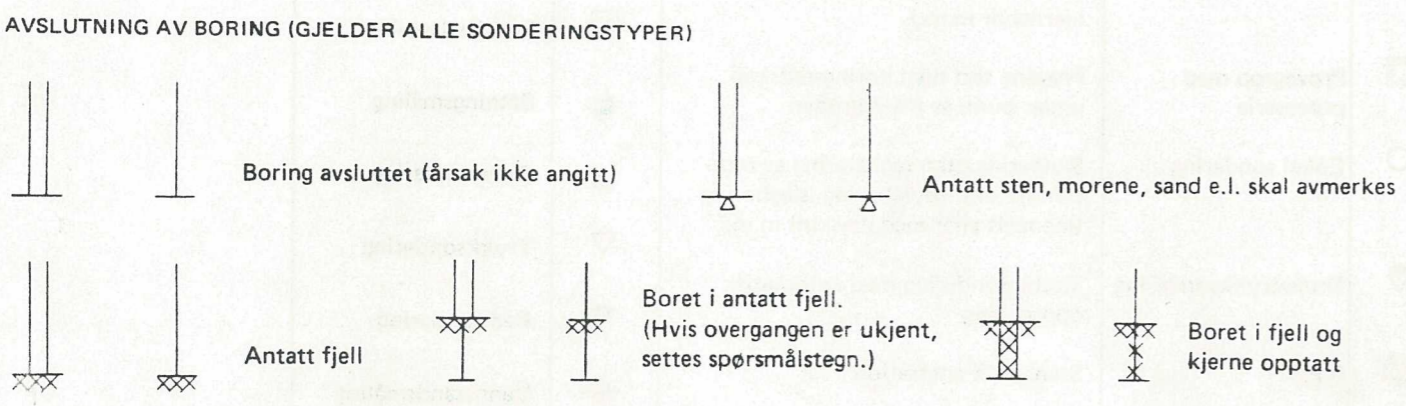 AVSLUTNING AV BORING (GJELDER ALLE SONDERINGSTYPER)
Boring avsluttet (årsak ikke angitt)
Antatt sten, morene, sand e.l. skal avmerkes
Antatt fjell
Boret i antatt fjell.
(Hvis overgangen er ukjent,
settes spørsmålstegn.)
Boret i fjell og
kjerne opptatt